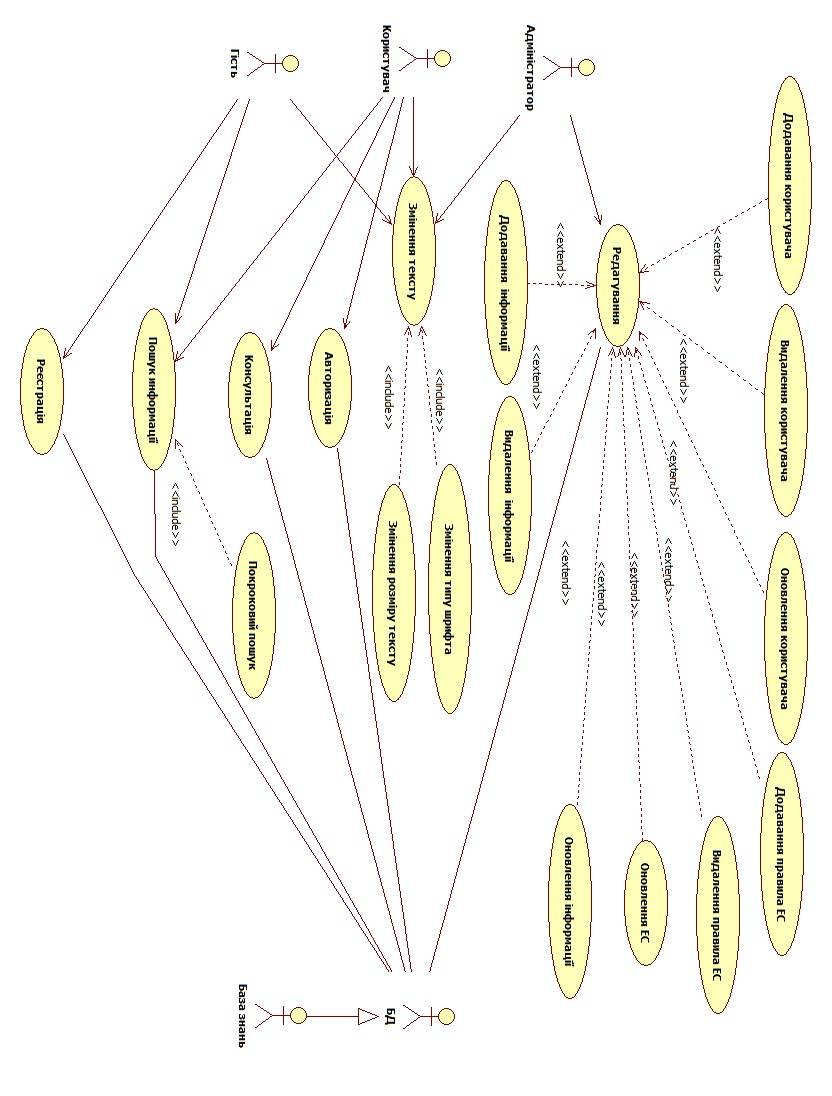 Додавання користувача
Видалення користувача
Оновлення користувача
Додавання правила ЕС
<<extend>>
<<extend>>
<<extend>>
<<extend>>
Видалення правила ЕС
Оновлення ЕС
Редагування
<<extend>>
<<extend>>
<<extend>>
<<extend>>
<<extend>>
Оновлення інформації
Адміністратор
Додавання інформації
Видалення інформації
Змінення типу шрифта
<<include>>
Користувач
Змінення тексту
<<include>>
Змінення розміру тексту
БД
Авторизація
Гість
Консультація
Покроковий пошук
База знань
Пошук информації
<<include>>
Реєстрація